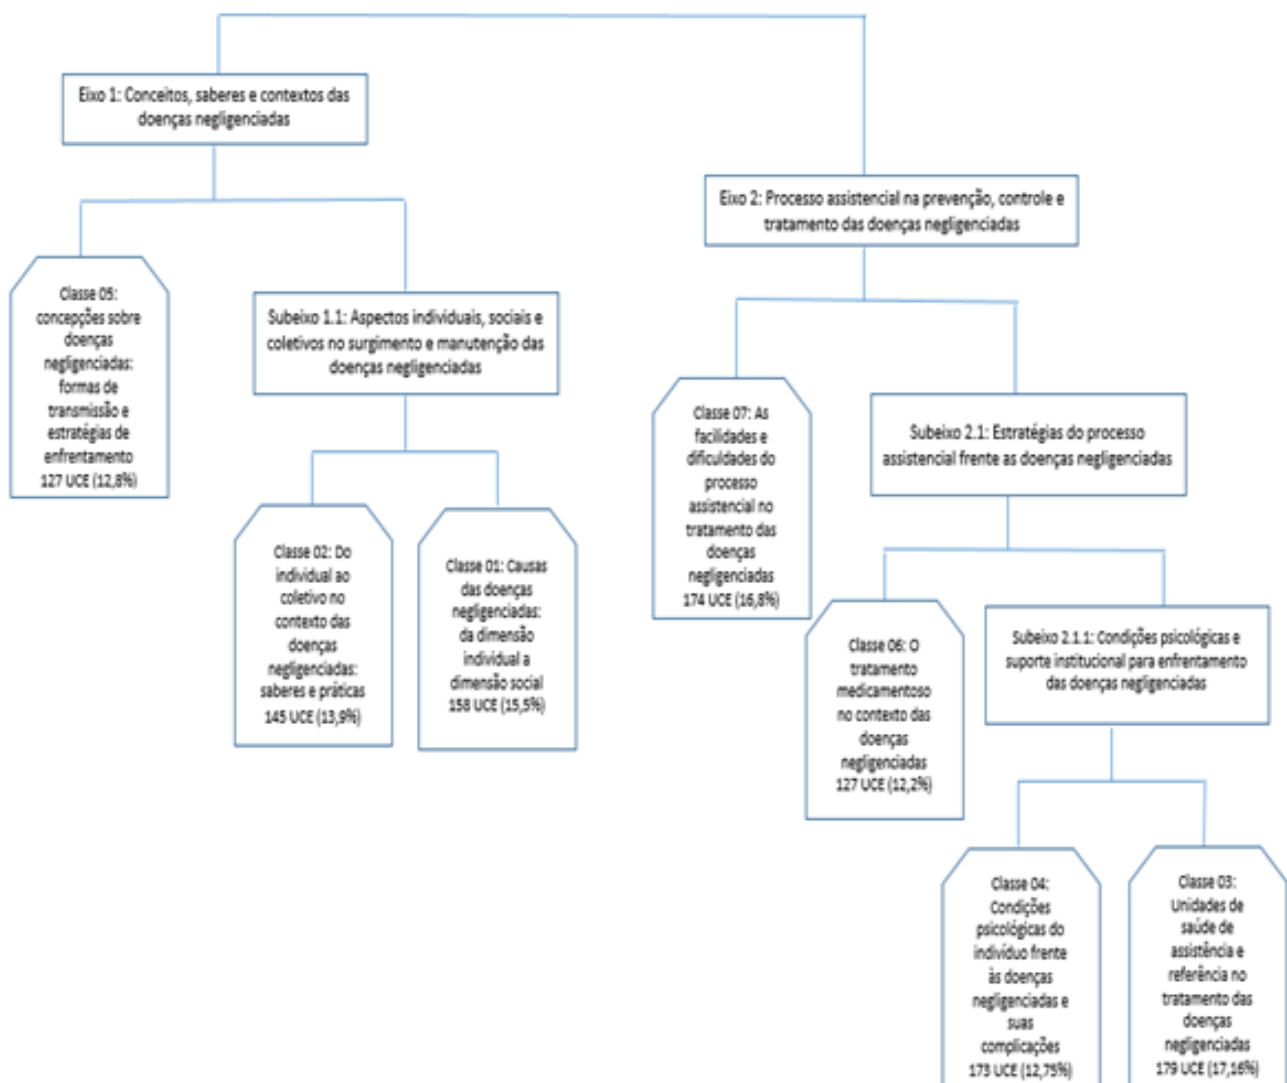 Eixo 1: Conceitos, saberes e contextos das
doenças negligenciadas
Eixo 2: Processo assistencial na prevenção, controle e
tratamento das doenças negligenciadas
Classe 05:
concepções sobre
doenças
negligenciadas:
formas de
transmissão e
estratégias de
enfrentamento
127 UCE (12,8%)
Subeixo 1.1: Aspectos individuais, sociais e
coletivos no surgimento e manutenção das
doenças negligenciadas
Classe 02: Do
individual ao
coletivo no
contexto das
doenças
negligenciadas:
saberes e práticas
145 UCE (13,9%)
Classe 01: Causas
das doenças
negligenciadas:
da dimensão
individual a
dimensão social
158 UCE (15,5%)
Classe 07: As
facilidades e
dificuldades do
processo
assistencial no
tratamento das
doenças
negligenciadas
174 UCE (16,8%)
Subeixo 2.1: Estratégias do processo
assistencial frente as doenças negligenciadas
Classe 06: O
tratamento
medicamentoso
no contexto das
doenças
negligenciadas
127 UCE (12,2%)
Subeixo 2.1.1: Condições psicológicas e
suporte institucional para enfrentamento
das doenças negligenciadas
Classe 04:
Condições
psicológicas do
indivíduo frente
às doenças
negligenciadas e
suas
complicações
173 UCE (12,75%)
Classe 03:
Unidades de
saúde de
assistência e
referência no
tratamento das
doenças
negligenciadas
179 UCE (17,16%)